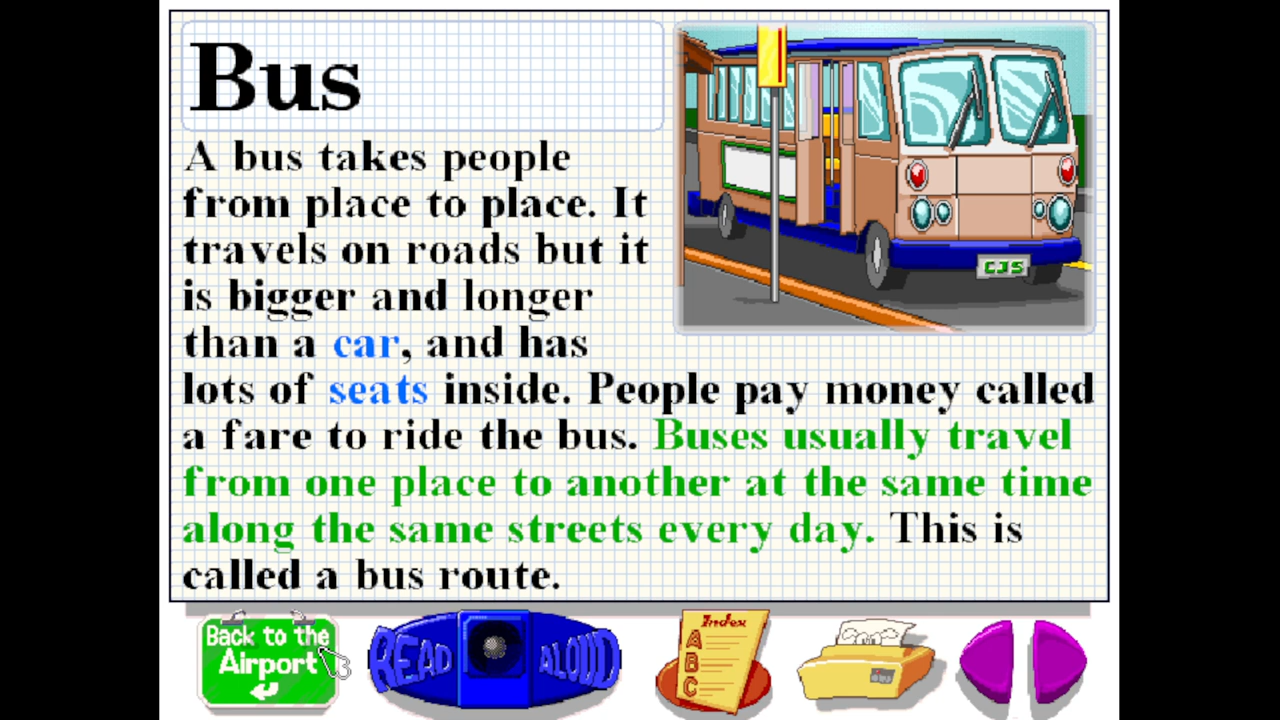 Bus
A bus takes people
from place to place. It
travels on roads but it
is bigger and longer
than a car, and has
lots of seats inside. People pay money called
a fare to ride the bus. Buses usually travel
from one place to another at the same time
along the same streets every day. This is
called a bus route.
CJS
Back to the
Airport
READ ALOUD
Index
A
B
C